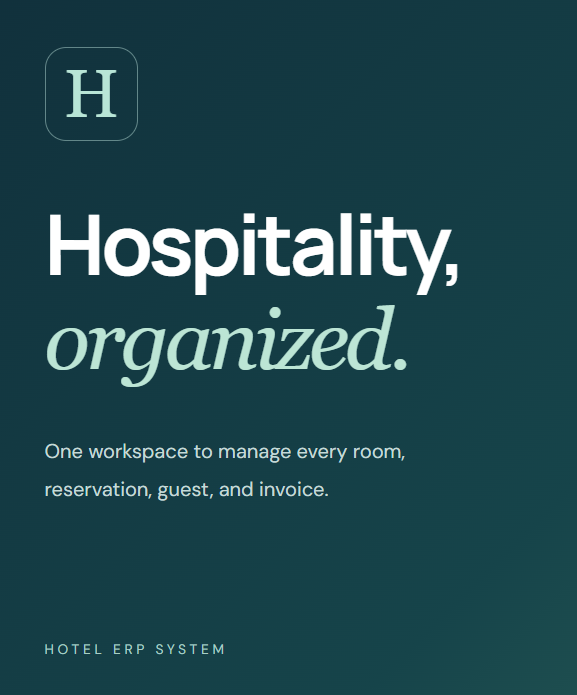 H
Hospitality,
organized.
One workspace to manage every room,
reservation, guest, and invoice.
HOTEL ERP SYSTEM